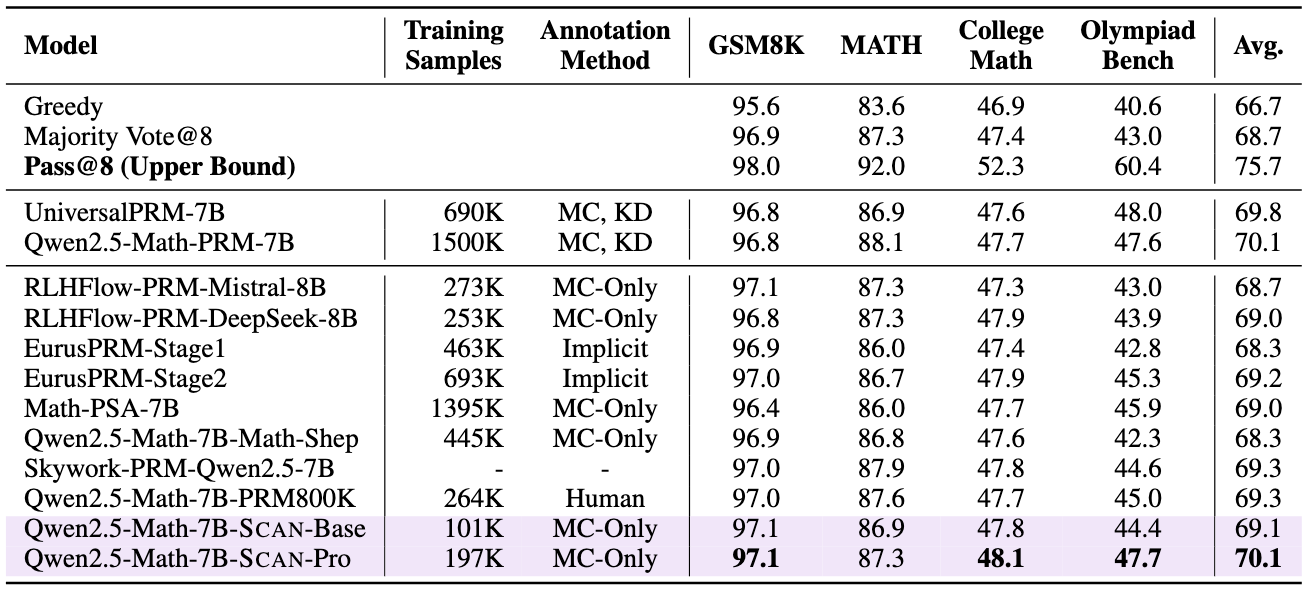 Model Training Samples Annotation Method GSM8K MATH College Math Olympiad Bench Avg.
Greedy 95.6 83.6 46.9 40.6 66.7
Majority Vote@8 96.9 87.3 47.4 43.0 68.7
Pass@8 (Upper Bound) 98.0 92.0 52.3 60.4 75.7
UniversalPRM-7B 690K MC, KD 96.8 86.9 47.6 48.0 69.8
Qwen2.5-Math-PRM-7B 1500K MC, KD 96.8 88.1 47.7 47.6 70.1
RLHFlow-PRM-Mistral-8B 273K MC-Only 97.1 87.3 47.3 43.0 68.7
RLHFlow-PRM-DeepSeek-8B 253K MC-Only 96.8 87.3 47.9 43.9 69.0
EurusPRM-Stage1 463K Implicit 96.9 86.0 47.4 42.8 68.3
EurusPRM-Stage2 693K Implicit 97.0 86.7 47.9 45.3 69.2
Math-PSA-7B 1395K MC-Only 96.4 86.0 47.7 45.9 69.0
Qwen2.5-Math-7B-Math-Shep 445K MC-Only 96.9 86.8 47.6 42.3 68.3
Skywork-PRM-Qwen2.5-7B - - 97.0 87.9 47.8 44.6 69.3
Qwen2.5-Math-7B-PRM800K 264K Human 97.0 87.6 47.7 45.0 69.3
Qwen2.5-Math-7B-SCAN-Base 101K MC-Only 97.1 86.9 47.8 44.4 69.1
Qwen2.5-Math-7B-SCAN-Pro 197K MC-Only 97.1 87.3 48.1 47.7 70.1